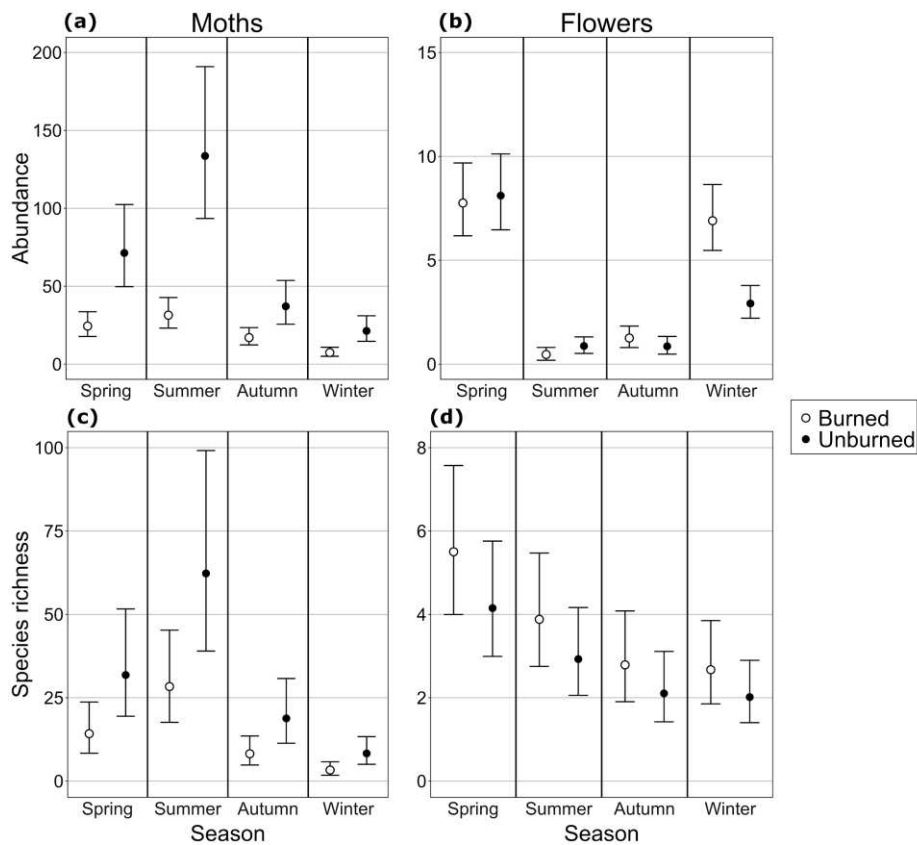 (a) Moths
(b) Flowers
200
150
100
50
0
Abundance
Spring Summer Autumn Winter
15
10
5
0
Spring Summer Autumn Winter
Burned
Unburned
(c)
100
75
50
25
0
Species richness
Spring Summer Autumn Winter
Season
(d)
8
6
4
2
0
Spring Summer Autumn Winter
Season